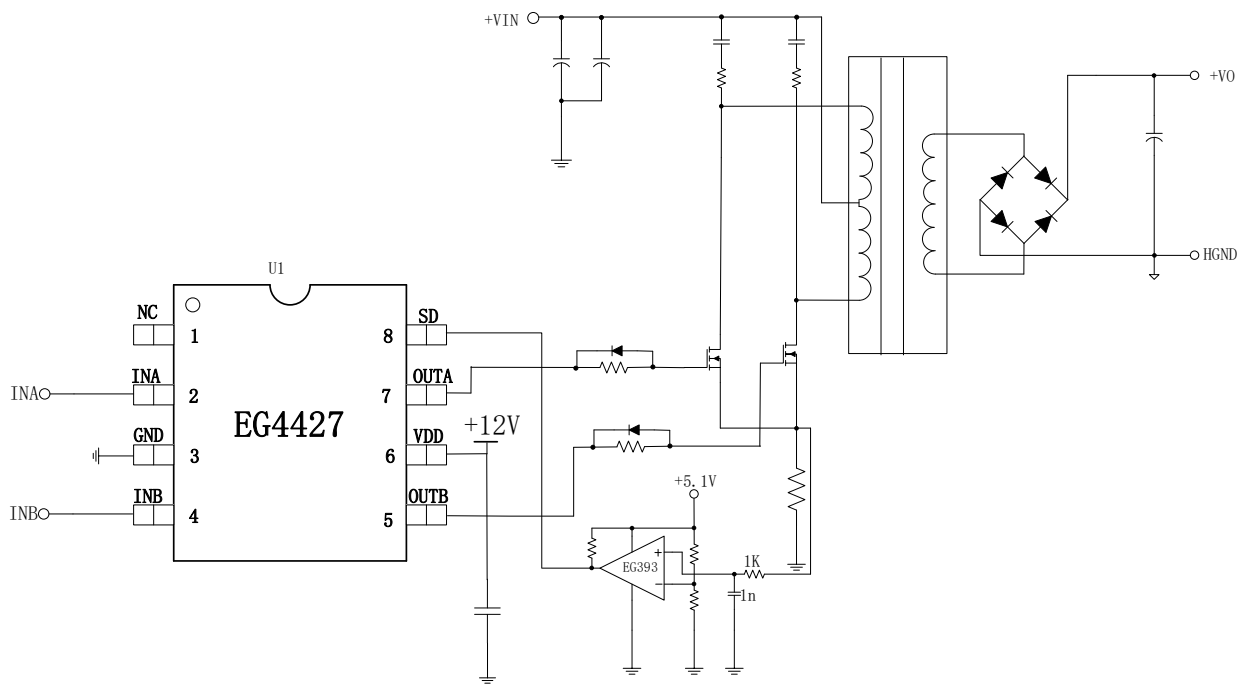 +VIN
+VO
HGND
U1
NC
1
8
SD
INA
INA
2
7
OUTA
EG4427
+12V
GND
3
6
VDD
INB
INB
4
5
OUTB
+5.1V
+
EG393
−
1K
1n